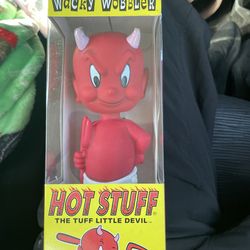 Wacky Wobbler
HOT STUFF
THE TUFF LITTLE DEVIL